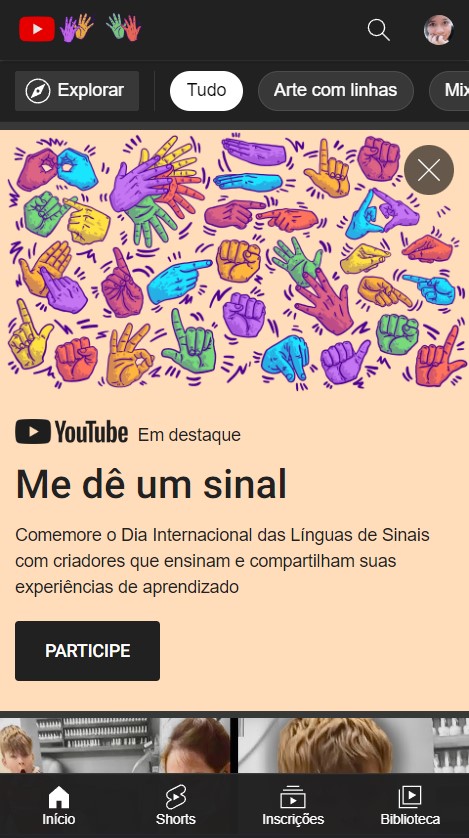 Explorar
Tudo
Arte com linhas
Mix
YouTube Em destaque
Me dê um sinal
Comemore o Dia Internacional das Línguas de Sinais
com criadores que ensinam e compartilham suas
experiências de aprendizado
PARTICIPE
Início
Shorts
Inscrições
Biblioteca